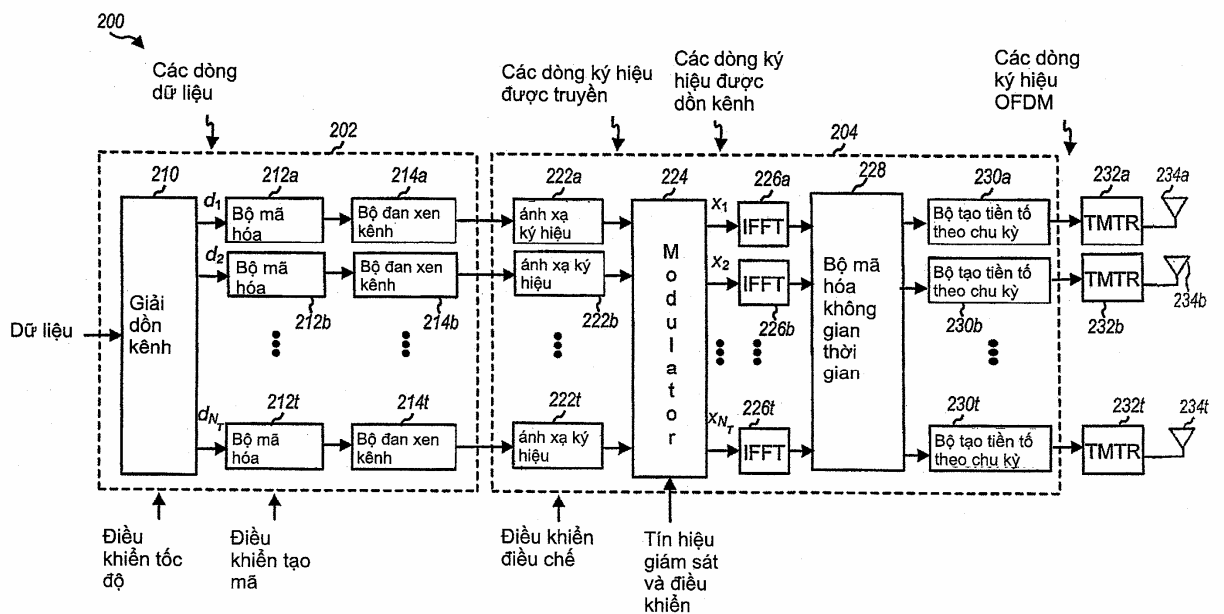 200
Các dòng
dữ liệu
Các dòng ký hiệu
được truyền
Các dòng ký
hiệu được
dồn kênh
Các dòng
ký hiệu
OFDM
202
204
210
212a
214a
222a
224
226a
228
230a
232a
234a
Dữ liệu
Giải
dồn
kênh
d1
Bộ mã
hóa
Bộ đan xen
kênh
ánh xạ
ký hiệu
Modulator
x1
IFFT
Bộ mã
hóa
không
gian
thời
gian
Bộ tạo tiền tố
theo chu kỳ
TMTR
d2
Bộ mã
hóa
Bộ đan xen
kênh
ánh xạ ký
hiệu
x2
IFFT
Bộ tạo tiền tố
theo chu kỳ
TMTR
212b
214b
222b
226b
230b
232b
234b
212t
214t
222t
226t
230t
232t
234t
dNT
Bộ mã
hóa
Bộ đan xen
kênh
ánh xạ ký
hiệu
xNT
IFFT
Bộ tạo tiền tố
theo chu kỳ
TMTR
Điều
khiển tốc
độ
Điều
khiển tạo
mã
Điều khiển
điều chế
Tín hiệu
giám sát
và điều
khiển